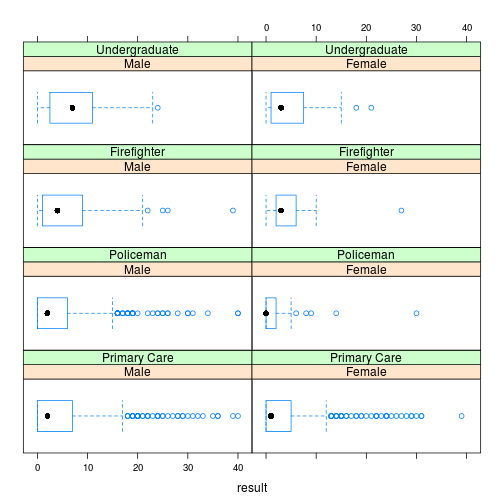 0 10 20 30 40
Undergraduate Undergraduate
Male Female
Firefighter Firefighter
Male Female
Policeman Policeman
Male Female
Primary Care Primary Care
Male Female
0 10 20 30 40
result